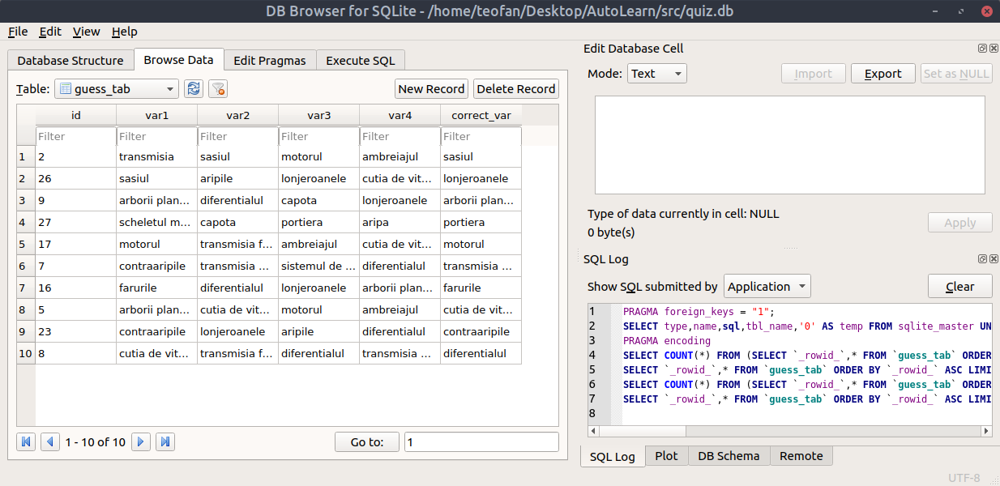 DB Browser for SQLite - /home/teofan/Desktop/AutoLearn/src/quiz.db
File Edit View Help
Database Structure Browse Data Edit Pragmas Execute SQL
Table: guess_tab New Record Delete Record
id var1 var2 var3 var4 correct_var
Filter Filter Filter Filter Filter Filter
1 2 transmisia sasiul motorul ambreiajul sasiul
2 26 sasiul aripile lonjeroanele cutia de vit... lonjeroanele
3 9 arborii plan... diferentialul capota lonjeroanele arborii plan...
4 27 scheletul m... capota portiera aripa portiera
5 17 motorul transmisia f... ambreiajul cutia de vit... motorul
6 7 contraaripile transmisia ... sistemul de ... diferentialul transmisia ...
7 16 farurile diferentialul lonjeroanele arborii plan... farurile
8 5 arborii plan... cutia de vit... motorul ambreiajul cutia de vit...
9 23 contraaripile lonjeroanele aripile diferentialul contraaripile
10 8 cutia de vit... transmisia f... diferentialul transmisia ... diferentialul
1 - 10 of 10 Go to: 1
Edit Database Cell
Mode: Text Import Export Set as NULL
Type of data currently in cell: NULL
0 byte(s)
Apply
SQL Log
Show SQL submitted by Application Clear
1 PRAGMA foreign_keys = "1";
2 SELECT type,name,sql,tbl_name,'0' AS temp FROM sqlite_master UN
3 PRAGMA encoding
4 SELECT COUNT(*) FROM (SELECT `_rowid_`,* FROM `guess_tab` ORDER
5 SELECT `_rowid_`,* FROM `guess_tab` ORDER BY `_rowid_` ASC LIMI
6 SELECT COUNT(*) FROM (SELECT `_rowid_`,* FROM `guess_tab` ORDER
7 SELECT `_rowid_`,* FROM `guess_tab` ORDER BY `_rowid_` ASC LIMI
8
SQL Log Plot DB Schema Remote
UTF-8